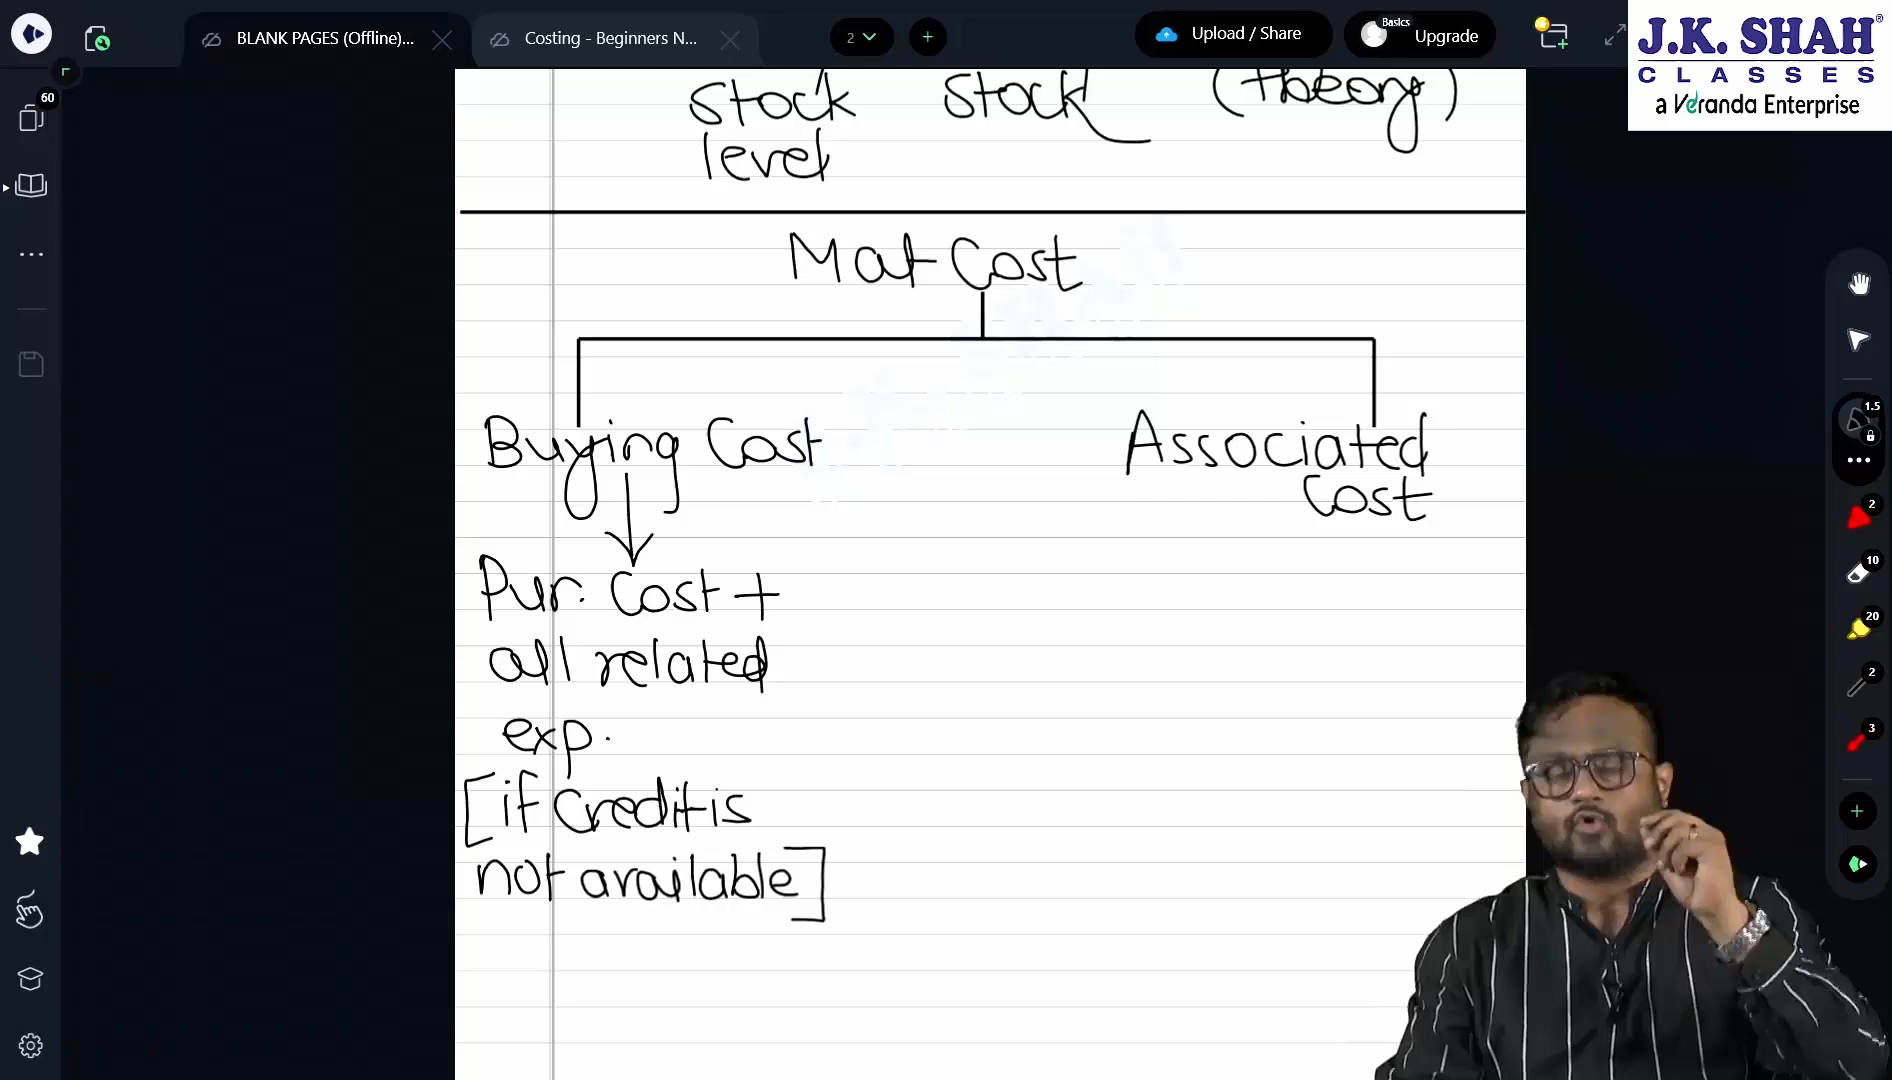 BLANK PAGES (Offline)...
Costing - Beginners N...
2
Upload / Share
Basics
Upgrade
J.K. SHAH®
CLASSES
a Veranda Enterprise
60
stock stock (theory)
level
Mat Cost
Buying Cost
Associated
Cost
Pur. Cost +
all related
exp.
[if Credit is
not available]
1.5
2
10
20
2
3